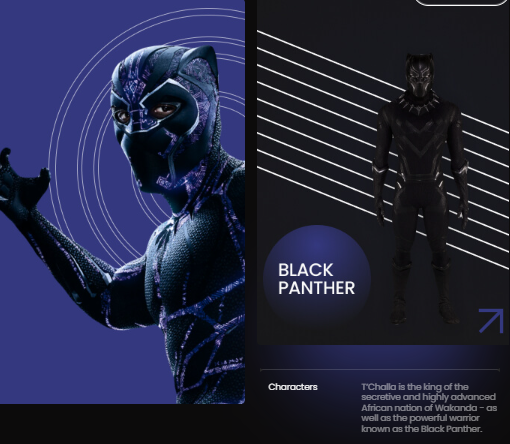 BLACK
PANTHER
Characters
T'Challa is the king of the
secretive and highly advanced
African nation of Wakanda - as
well as the powerful warrior
known as the Black Panther.